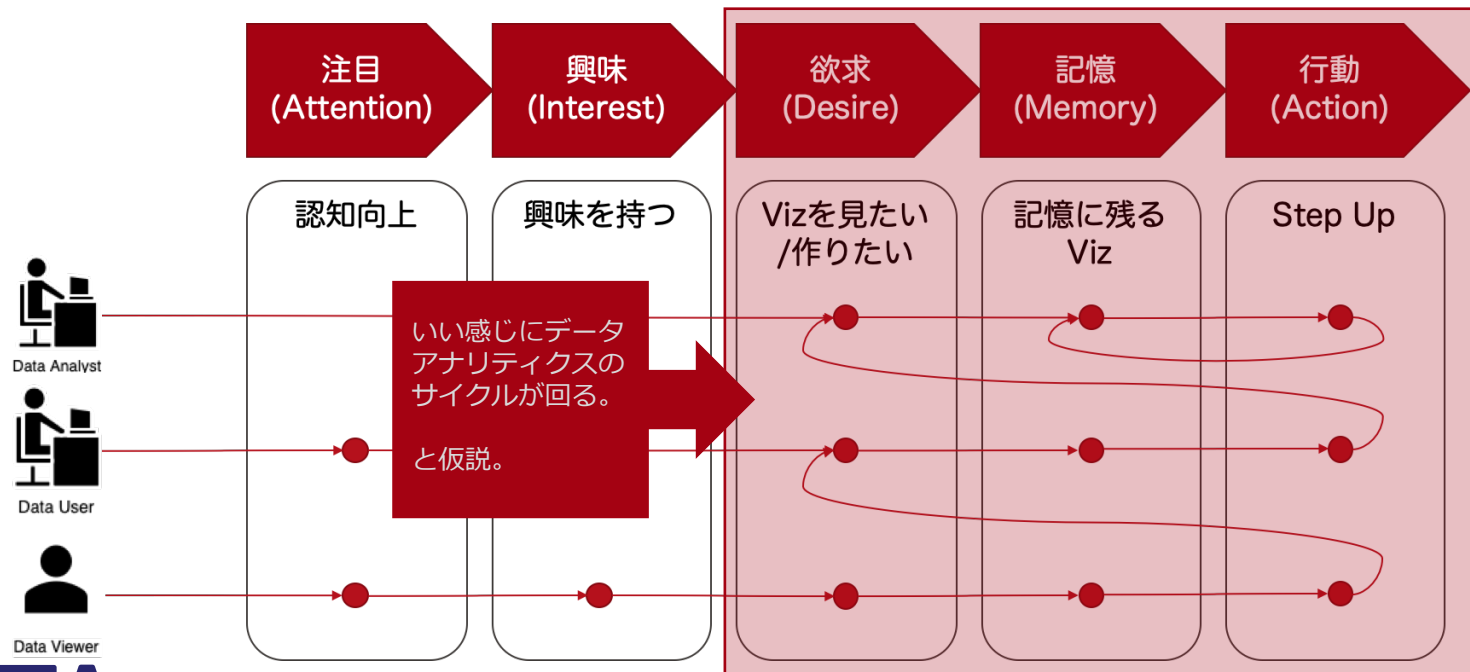 注目
(Attention)
興味
(Interest)
欲求
(Desire)
記憶
(Memory)
行動
(Action)
認知向上
興味を持つ
Vizを見たい
/作りたい
記憶に残る
Viz
Step Up
Data Analyst
いい感じにデータ
アナリティクスの
サイクルが回る。
と仮説。
Data User
Data Viewer